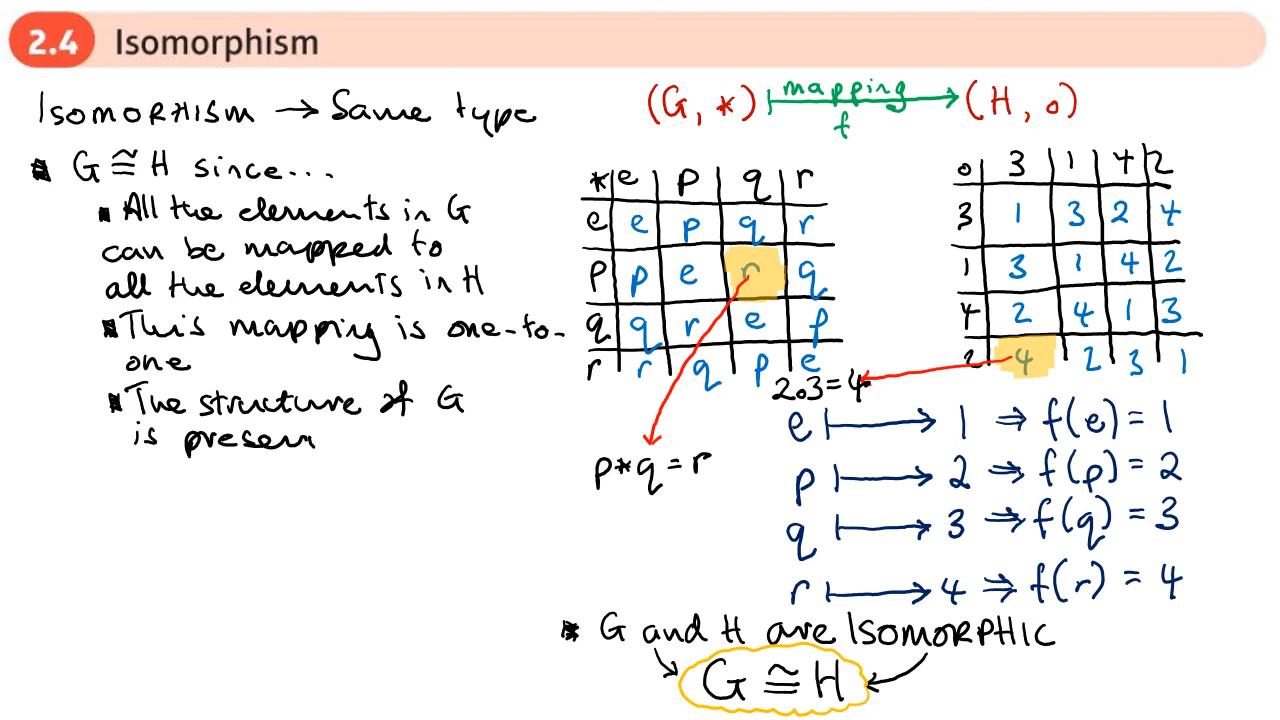 2.4 Isomorphism
Isomorphism → Same type
G ≅ H since...
All the elements in G
can be mapped to
all the elements in H
This mapping is one-to-
one
The structure of G
is presen
(G, *) mapping (H, o)
f
* e p q r
e e p q r
p p e r q
q q r e p
r r q p e
p*q = r
o 3 1 4 2
3 1 3 2 4
1 3 1 4 2
4 2 4 1 3
2 4 2 3 1
2o3=4
e ↦ 1 ⇒ f(e) = 1
p ↦ 2 ⇒ f(p) = 2
q ↦ 3 ⇒ f(q) = 3
r ↦ 4 ⇒ f(r) = 4
G and H are Isomorphic
G ≅ H